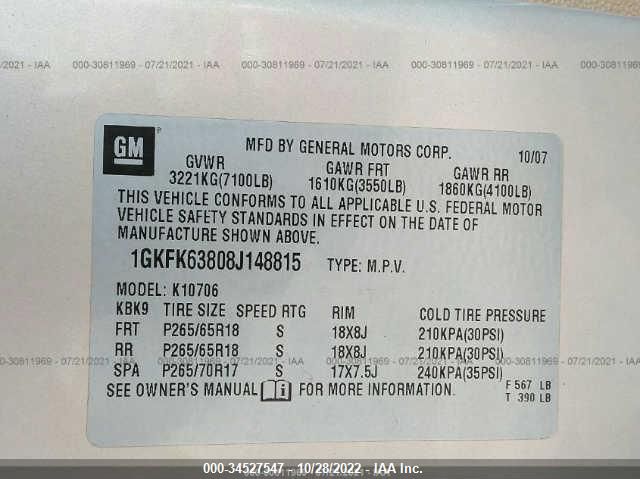 /2021 - IAA 000-30811969 - 07/21/2021 - IAA 000-30811969 - 07/21/2021 - IAA 000-30811969 - 07/21/2021
GM
MFD BY GENERAL MOTORS CORP. 10/07
GVWR GAWR FRT GAWR RR
3221KG(7100LB) 1610KG(3550LB) 1860KG(4100LB)
THIS VEHICLE CONFORMS TO ALL APPLICABLE U.S. FEDERAL MOTOR
VEHICLE SAFETY STANDARDS IN EFFECT ON THE DATE OF
MANUFACTURE SHOWN ABOVE.
1GKFK63808J148815 TYPE: M.P.V.
MODEL: K10706
KBK9 TIRE SIZE SPEED RTG RIM COLD TIRE PRESSURE
FRT P265/65R18 S 18X8J 210KPA(30PSI)
RR P265/65R18 S 18X8J 210KPA(30PSI)
SPA P265/70R17 S 17X7.5J 240KPA(35PSI)
SEE OWNER'S MANUAL i FOR MORE INFORMATION.
F 567 LB
T 390 LB
000-34527547 - 10/28/2022 - IAA Inc.